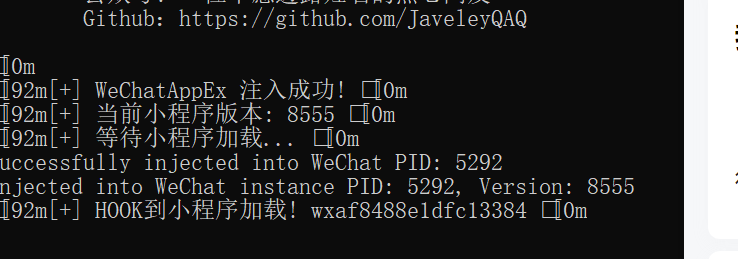 Github: https://github.com/JaveleyQAQ
[0m
[92m[+] WeChatAppEx 注入成功! [0m
[92m[+] 当前小程序版本: 8555 [0m
[92m[+] 等待小程序加载... [0m
uccessfully injected into WeChat PID: 5292
njected into WeChat instance PID: 5292, Version: 8555
[92m[+] HOOK到小程序加载! wxaf8488e1dfc13384 [0m